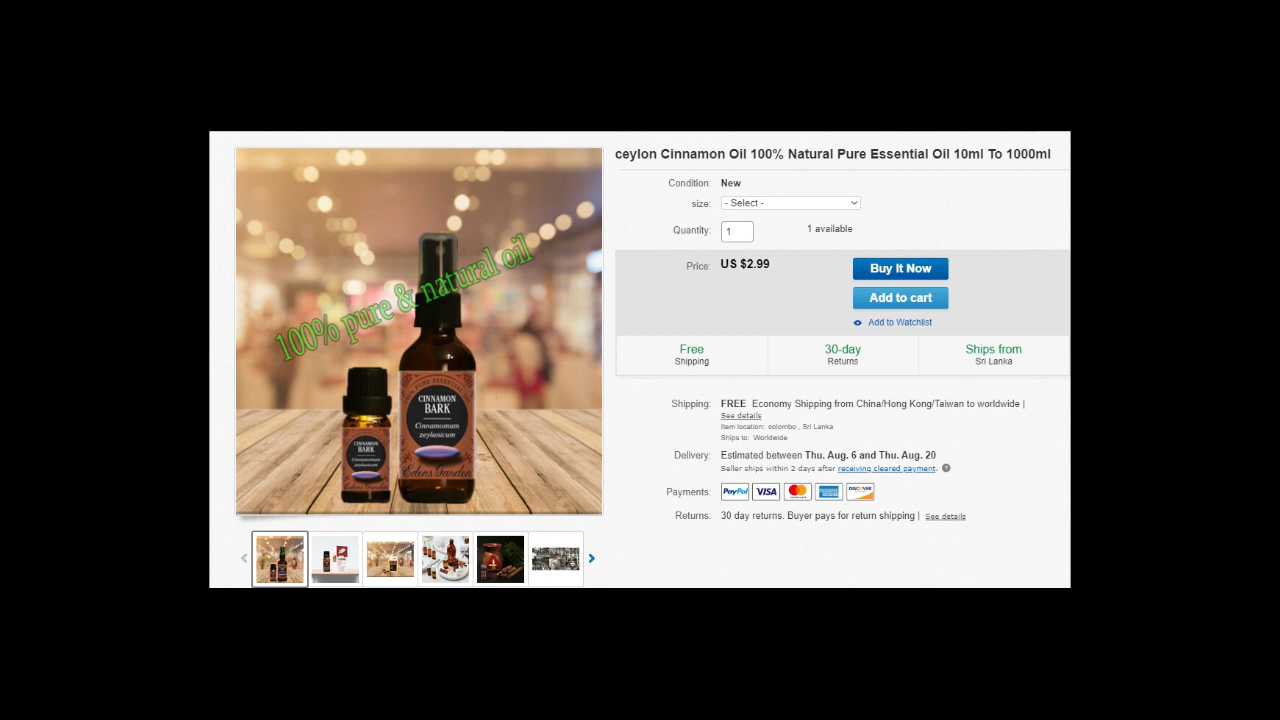 ceylon Cinnamon Oil 100% Natural Pure Essential Oil 10ml To 1000ml
Condition: New
size: - Select -
Quantity: 1 1 available
Price: US $2.99
Buy It Now
Add to cart
Add to Watchlist
Free
Shipping
30-day
Returns
Ships from
Sri Lanka
Shipping: FREE Economy Shipping from China/Hong Kong/Taiwan to worldwide |
See details
Item location: colombo , Sri Lanka
Ships to: Worldwide
Delivery: Estimated between Thu. Aug. 6 and Thu. Aug. 20
Seller ships within 2 days after receiving cleared payment. ?
Payments: PayPal VISA MasterCard AMERICAN EXPRESS DISCOVER
Returns: 30 day returns. Buyer pays for return shipping | See details
100% pure & natural oil
CINNAMON
BARK
Cinnamomum
zeylanicum
Edens Garden
CINNAMON
BARK
Cinnamomum
zeylanicum